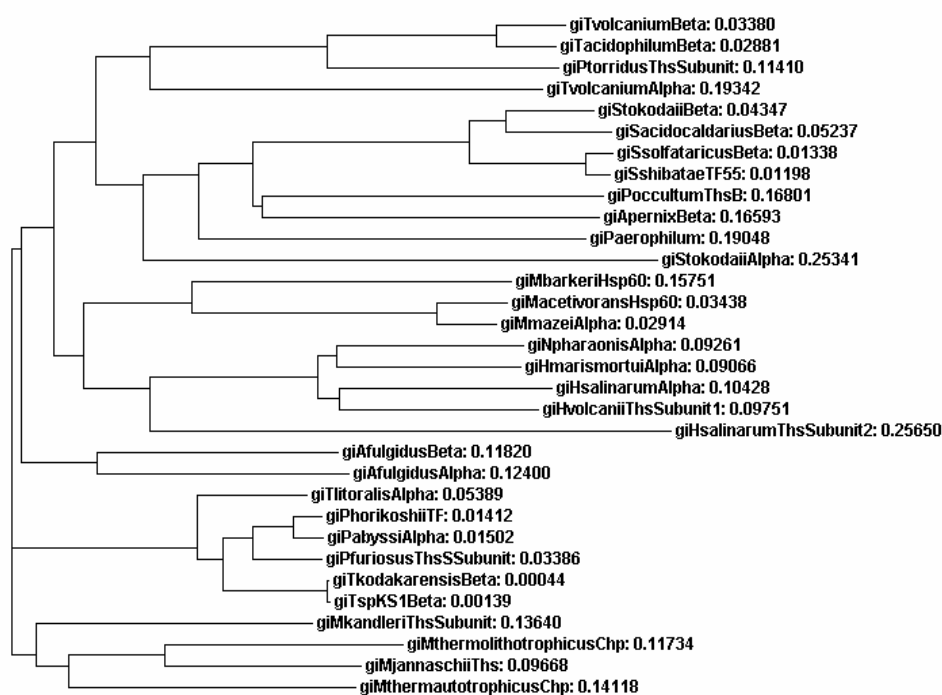 giTvolcaniumBeta: 0.03380
giTacidophilumBeta: 0.02881
giPtorridusThsSubunit: 0.11410
giTvolcaniumAlpha: 0.19342
giStokodaiiBeta: 0.04347
giSacidocaldariusBeta: 0.05237
giSsolfataricusBeta: 0.01338
giSshibataeTF55: 0.01198
giPoccultumThsB: 0.16801
giApernixBeta: 0.16593
giPaerophilum: 0.19048
giStokodaiiAlpha: 0.25341
giMbarkeriHsp60: 0.15751
giMacetivoransHsp60: 0.03438
giMmazeiAlpha: 0.02914
giNpharaonisAlpha: 0.09261
giHmarismortuiAlpha: 0.09066
giHsalinarumAlpha: 0.10428
giHvolcaniiThsSubunit1: 0.09751
giHsalinarumThsSubunit2: 0.25650
giAfulgidusBeta: 0.11820
giAfulgidusAlpha: 0.12400
giTlitoralisAlpha: 0.05389
giPhorikoshiiTF: 0.01412
giPabyssiAlpha: 0.01502
giPfuriosusThsSSubunit: 0.03386
giTkodakarensisBeta: 0.00044
giTspKS1Beta: 0.00139
giMkandleriThsSubunit: 0.13640
giMthermolithotrophicusChp: 0.11734
giMjannaschiiThs: 0.09668
giMthermautotrophicusChp: 0.14118